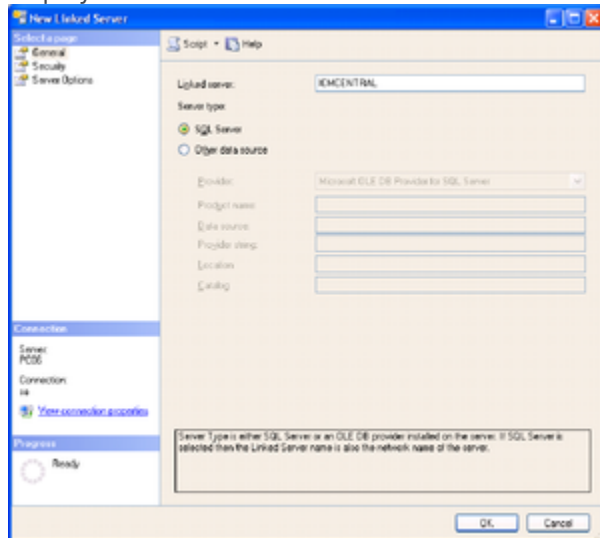 New Linked Server
Select a page
General
Security
Server Options
Script
Help
Linked server:
ICMCENTRAL
Server type:
SQL Server
Other data source
Provider:
Microsoft OLE DB Provider for SQL Server
Product name:
Data source:
Provider string:
Location:
Catalog:
Connection
Server:
PC06
Connection:
sa
View connection properties
Progress
Ready
Server Type is either SQL Server or an OLE DB provider installed on the server. If SQL Server is
selected then the Linked Server name is also the network name of the server.
OK
Cancel